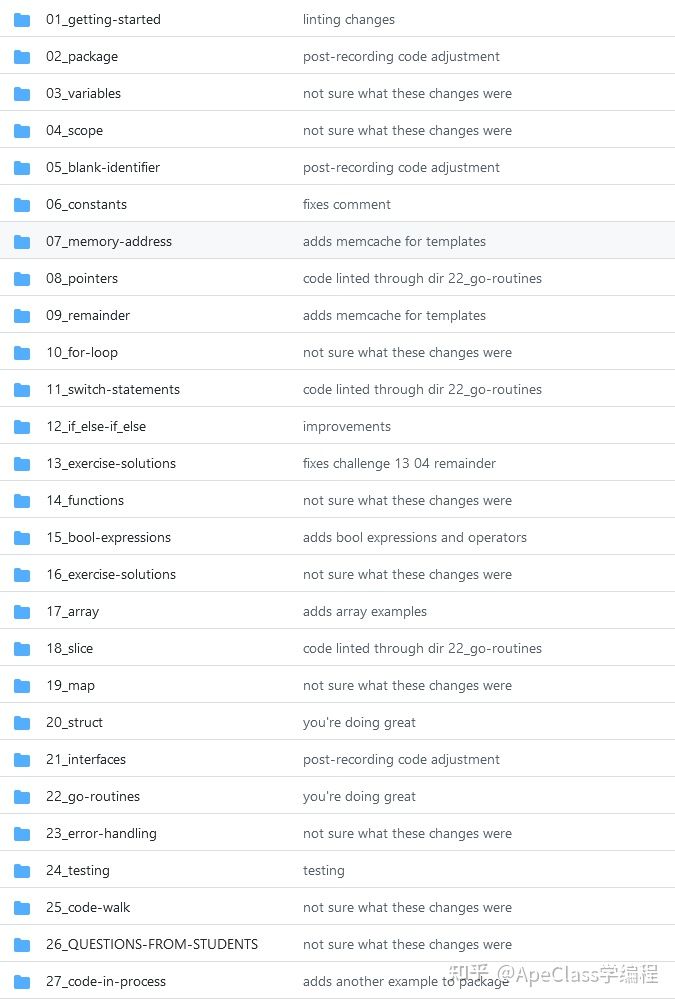 01_getting-started linting changes
02_package post-recording code adjustment
03_variables not sure what these changes were
04_scope not sure what these changes were
05_blank-identifier post-recording code adjustment
06_constants fixes comment
07_memory-address adds memcache for templates
08_pointers code linted through dir 22_go-routines
09_remainder adds memcache for templates
10_for-loop not sure what these changes were
11_switch-statements code linted through dir 22_go-routines
12_if_else-if_else improvements
13_exercise-solutions fixes challenge 13 04 remainder
14_functions not sure what these changes were
15_bool-expressions adds bool expressions and operators
16_exercise-solutions not sure what these changes were
17_array adds array examples
18_slice code linted through dir 22_go-routines
19_map not sure what these changes were
20_struct you're doing great
21_interfaces post-recording code adjustment
22_go-routines you're doing great
23_error-handling not sure what these changes were
24_testing testing
25_code-walk not sure what these changes were
26_QUESTIONS-FROM-STUDENTS not sure what these changes were
27_code-in-process adds another example to package
知乎 @ApeClass学编程